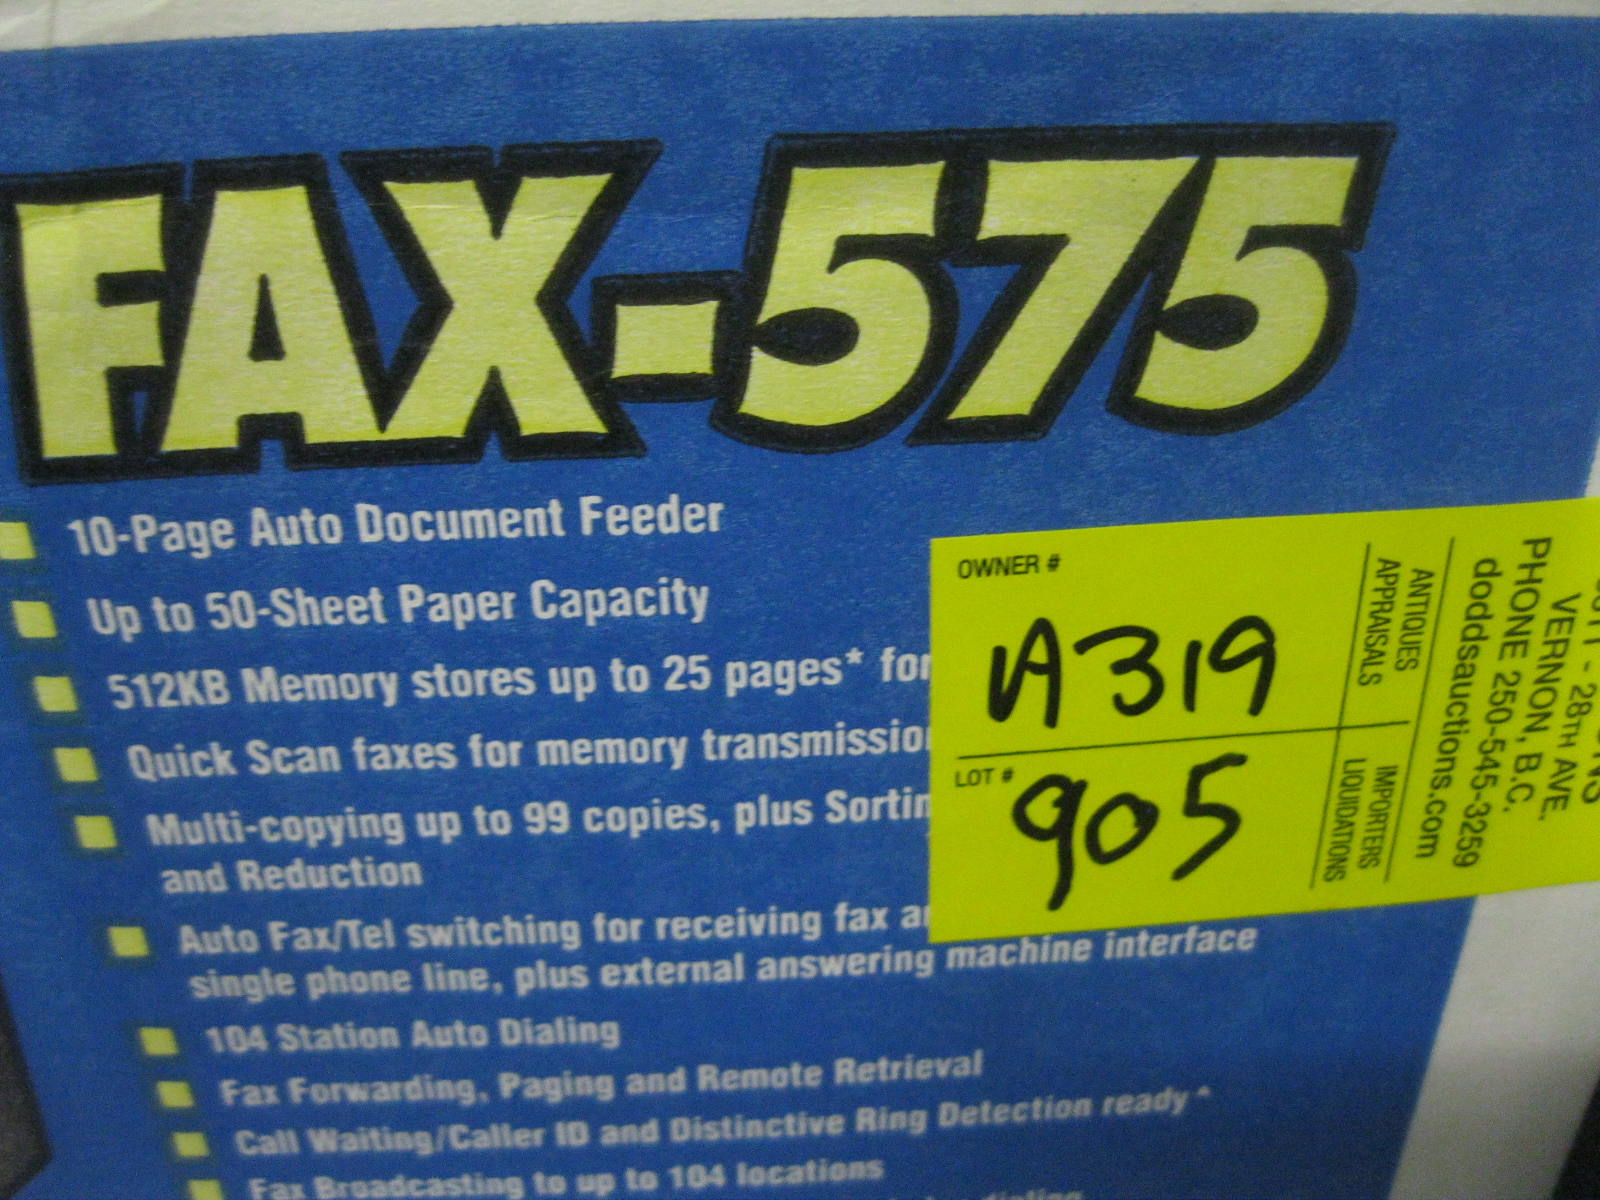 FAX-575
10-Page Auto Document Feeder
Up to 50-Sheet Paper Capacity
512KB Memory stores up to 25 pages* for
Quick Scan faxes for memory
Multi-copying up to 99 copies, plus
and Reduction
Auto Fax/Tel switching for receiving fax
single phone line, plus external answering machine interface
104 Station Auto Dialing
Fax Forwarding, Paging and Remote Retrieval
Call Waiting/Caller ID and Distinctive Ring Detection ready^
Fax Broadcasting to up to 104 locations
dialing
OWNER #
A319
LOT #
905
ANTIQUES
APPRAISALS
IMPORTERS
LIQUIDATIONS
- 28TH AVE.
VERNON, B.C.
PHONE 250-545-3259
doddsauctions.com